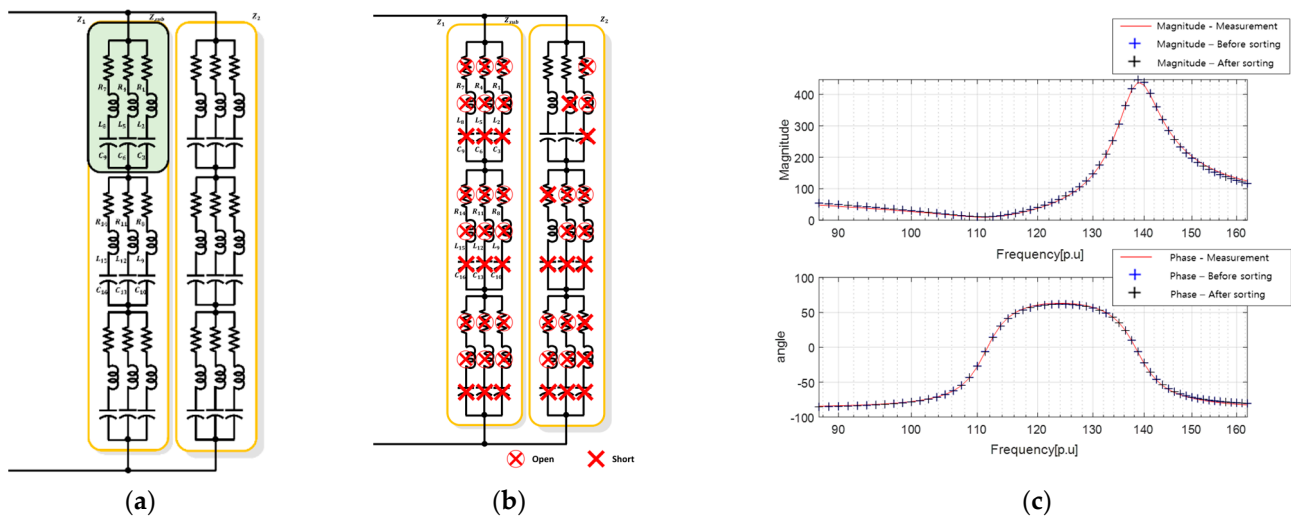 Z1 Zsub Z2
R7 R4 R1
L8 L5 L2
C9 C6 C3
R14 R11 R8
L15 L12 L9
C16 C13 C10
(a)
Z1 Zsub Z2
R7 R4 R1
L8 L5 L2
C9 C6 C3
R14 R11 R8
L15 L12 L9
C16 C13 C10
Open Short
(b)
Magnitude - Measurement
Magnitude – Before sorting
Magnitude – After sorting
Magnitude
400
300
200
100
0
90 100 110 120 130 140 150 160
Frequency[p.u]
Phase - Measurement
Phase – Before sorting
Phase – After sorting
angle
100
50
0
-50
-100
90 100 110 120 130 140 150 160
Frequency[p.u]
(c)